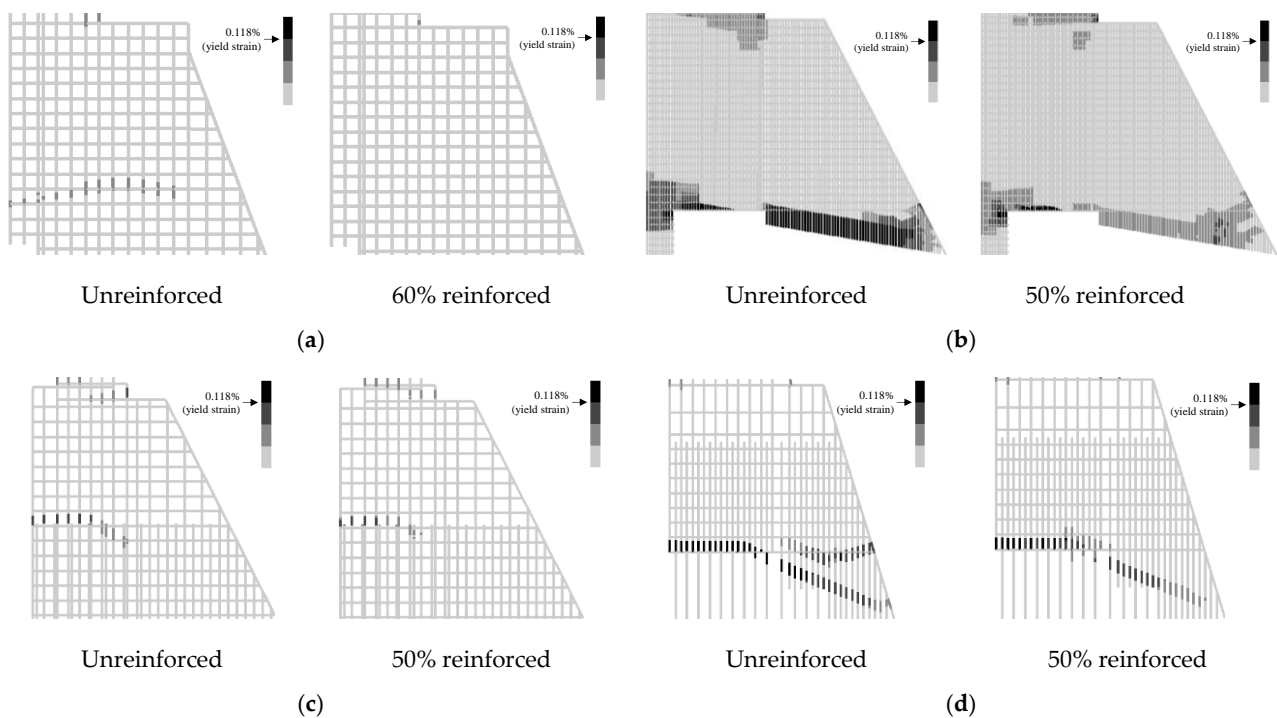 0.118%
(yield strain)
0.118%
(yield strain)
0.118%
(yield strain)
0.118%
(yield strain)
Unreinforced
60% reinforced
Unreinforced
50% reinforced
(a)
(b)
0.118%
(yield strain)
0.118%
(yield strain)
0.118%
(yield strain)
0.118%
(yield strain)
Unreinforced
50% reinforced
Unreinforced
50% reinforced
(c)
(d)